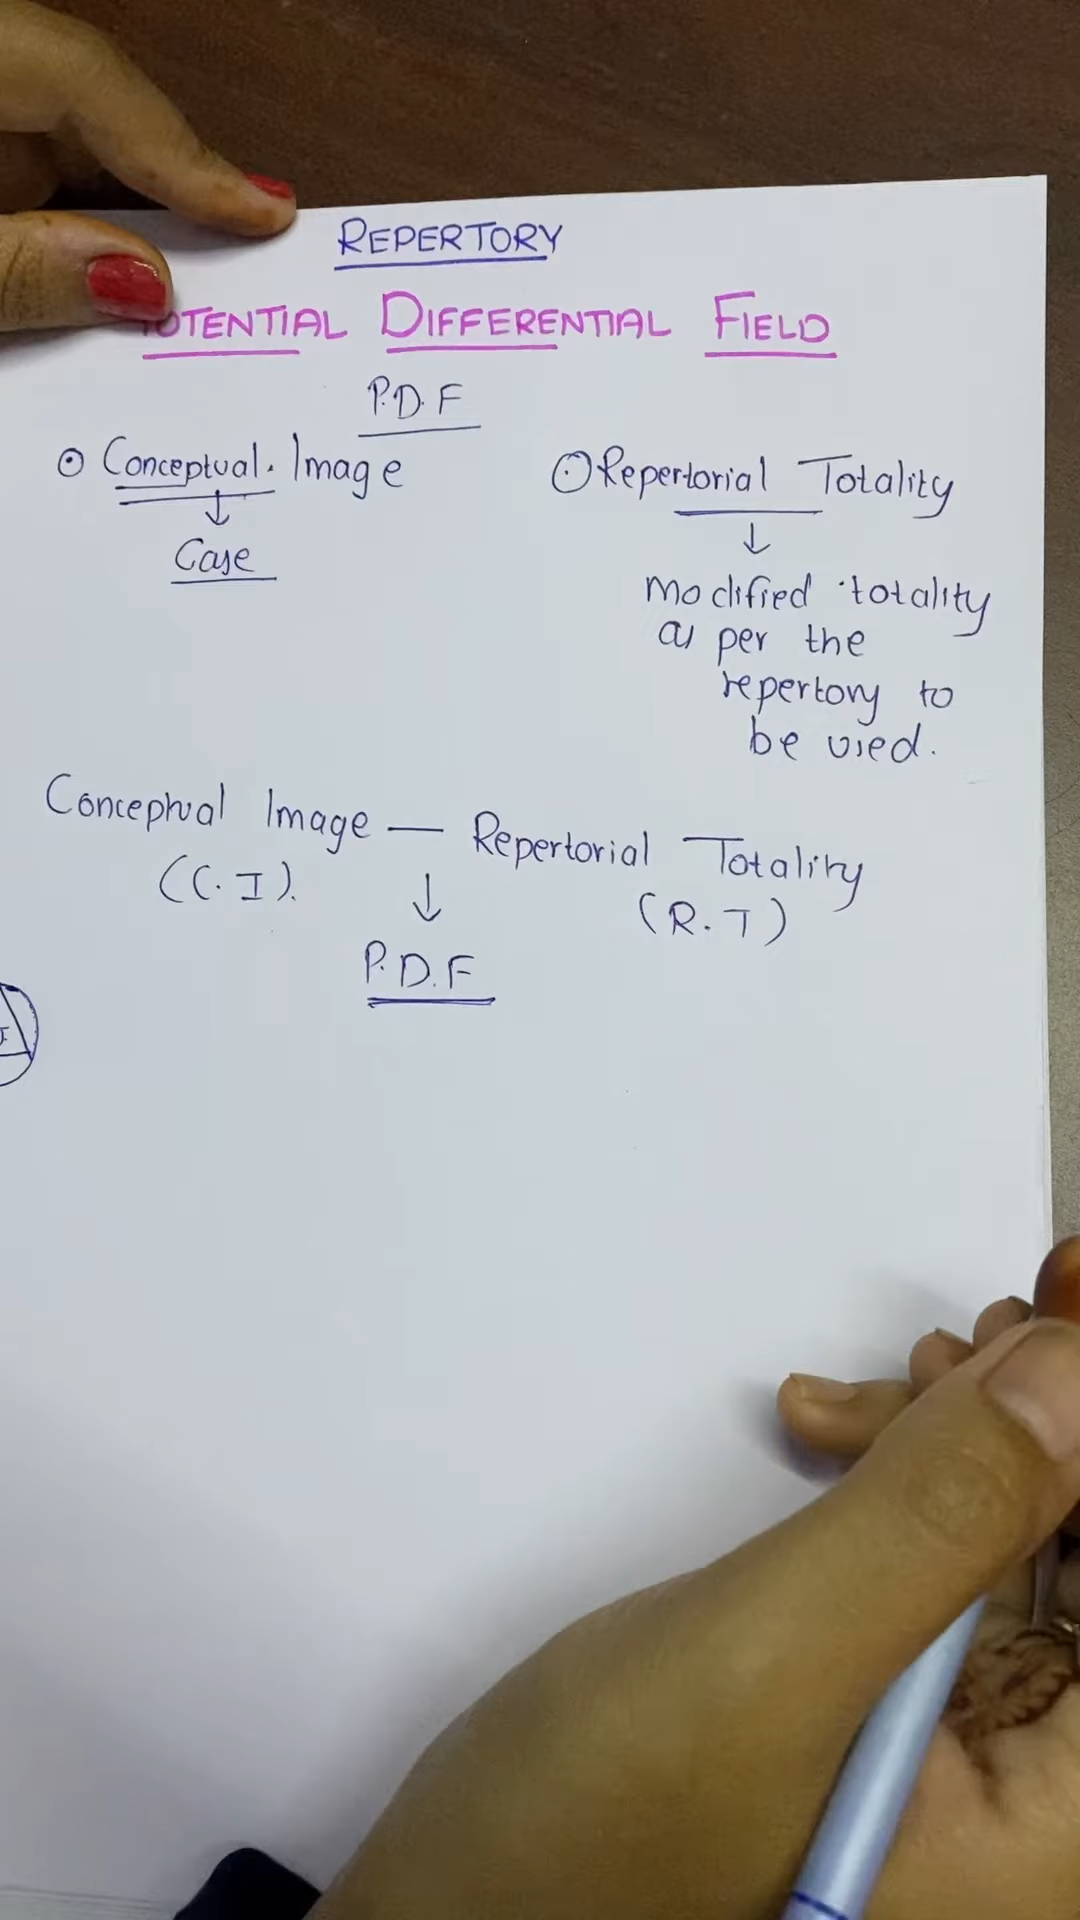 REPERTORY
POTENTIAL DIFFERENTIAL FIELD
P.D.F
Conceptual. Image
↓
Case
Repertorial Totality
↓
modified totality
as per the
repertory to
be used.
Conceptual Image — Repertorial Totality
(C.I). ↓ (R.T)
P.D.F